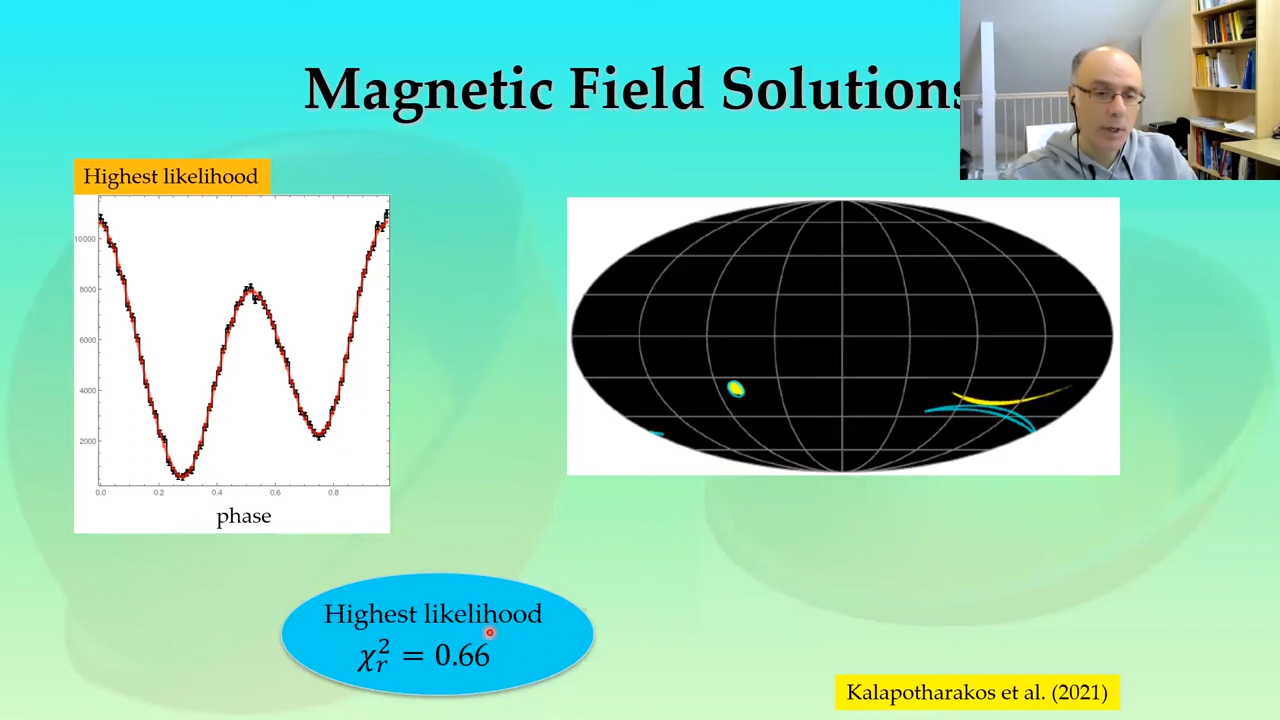 Magnetic Field Solutions
Highest likelihood
10000
8000
6000
4000
2000
0.0 0.2 0.4 0.6 0.8
phase
Highest likelihood
χ²ᵣ = 0.66
Kalapotharakos et al. (2021)